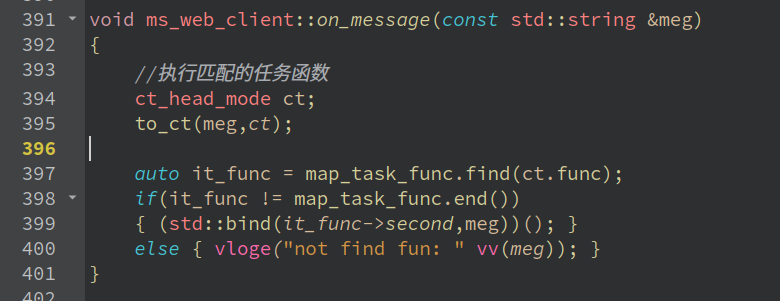 391 void ms_web_client::on_message(const std::string &meg)
392 {
393     //执行匹配的任务函数
394     ct_head_mode ct;
395     to_ct(meg,ct);
396
397     auto it_func = map_task_func.find(ct.func);
398     if(it_func != map_task_func.end())
399     { (std::bind(it_func->second,meg))(); }
400     else { vloge("not find fun: " vv(meg)); }
401 }